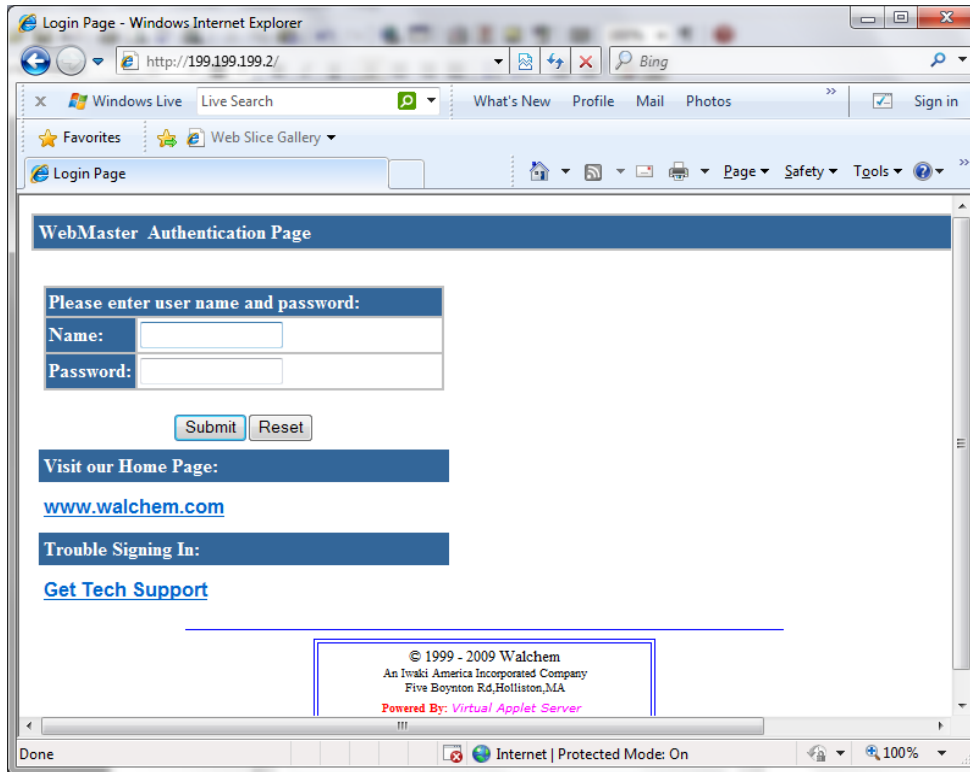 Login Page - Windows Internet Explorer
http://199.199.199.2/
Bing
x Windows Live Live Search What's New Profile Mail Photos >> Sign in
Favorites Web Slice Gallery
Login Page Page Safety Tools >>
WebMaster Authentication Page
Please enter user name and password:
Name:
Password:
Submit Reset
Visit our Home Page:
www.walchem.com
Trouble Signing In:
Get Tech Support
© 1999 - 2009 Walchem
An Iwaki America Incorporated Company
Five Boynton Rd,Holliston,MA
Powered By: Virtual Applet Server
Done Internet | Protected Mode: On 100%